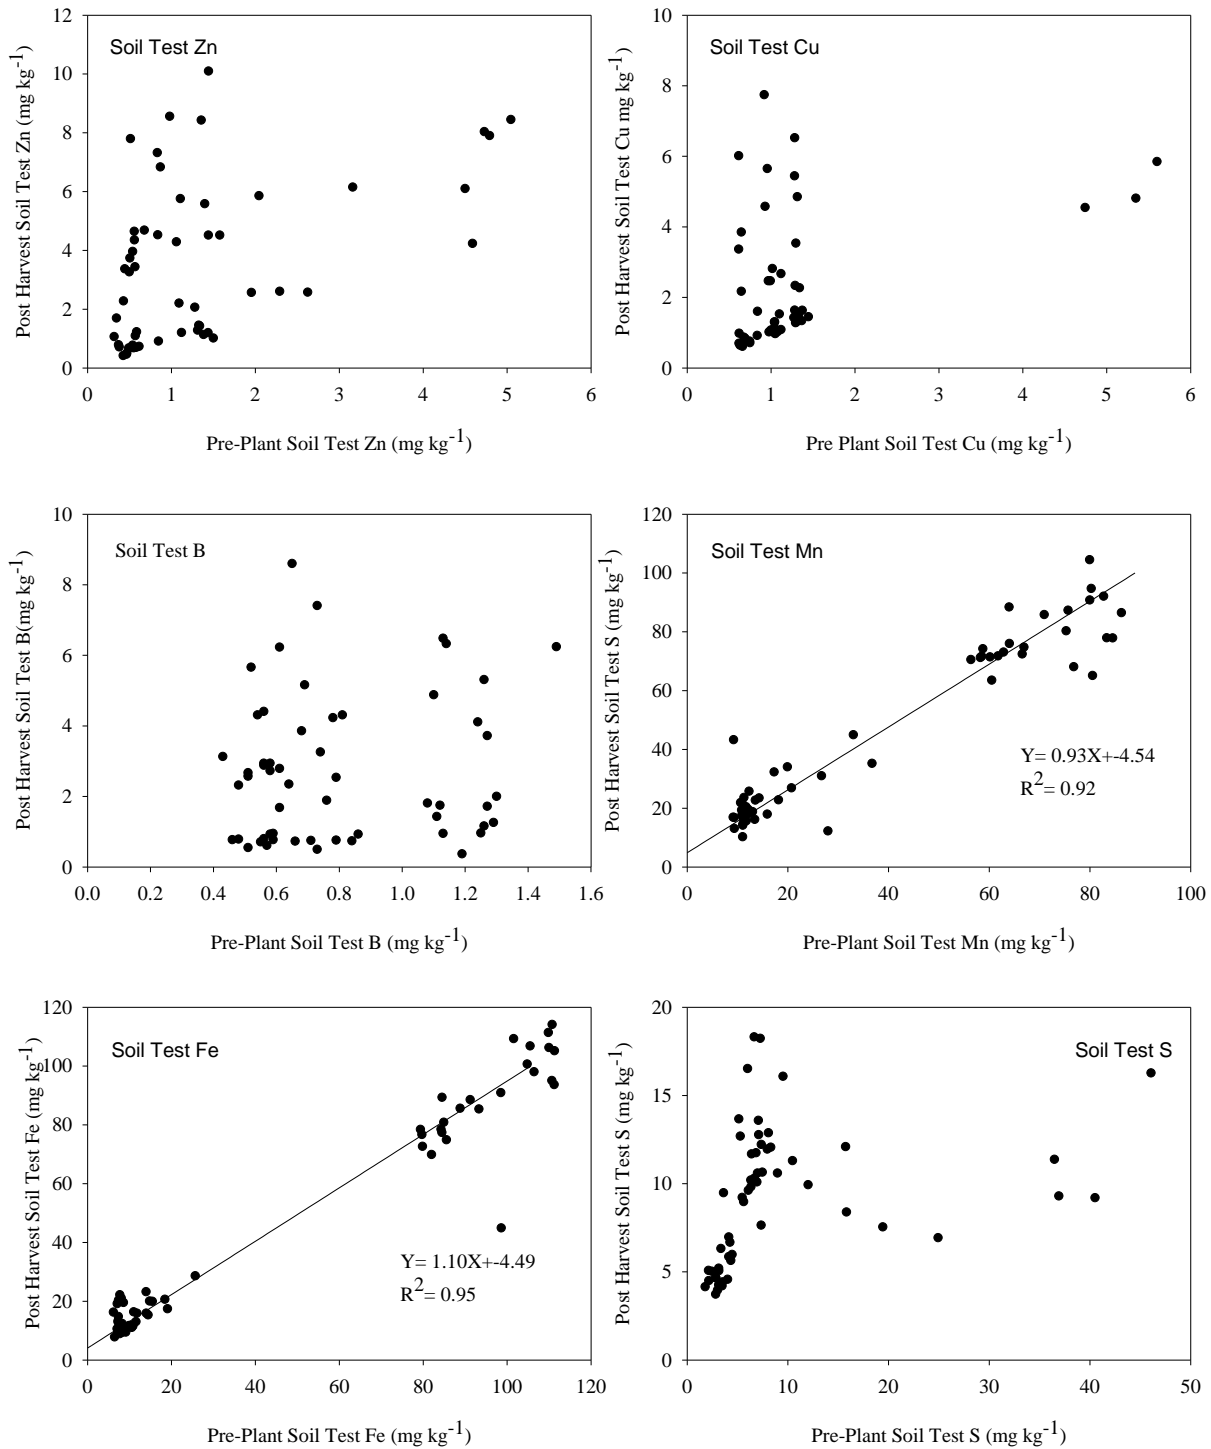 Soil Test Zn
Post Harvest Soil Test Zn (mg kg-1)
12
10
8
6
4
2
0
0 1 2 3 4 5 6
Pre-Plant Soil Test Zn (mg kg-1)
Soil Test Cu
Post Harvest Soil Test Cu mg kg-1)
10
8
6
4
2
0
0 1 2 3 4 5 6
Pre Plant Soil Test Cu (mg kg-1)
Soil Test B
Post Harvest Soil Test B(mg kg-1)
10
8
6
4
2
0
0.0 0.2 0.4 0.6 0.8 1.0 1.2 1.4 1.6
Pre-Plant Soil Test B (mg kg-1)
Soil Test Mn
Post Harvest Soil Test S (mg kg-1)
120
100
80
60
40
20
0
Y= 0.93X+-4.54
R2= 0.92
0 20 40 60 80 100
Pre-Plant Soil Test Mn (mg kg-1)
Soil Test Fe
Post Harvest Soil Test Fe (mg kg-1)
120
100
80
60
40
20
0
Y= 1.10X+-4.49
R2= 0.95
0 20 40 60 80 100 120
Pre-Plant Soil Test Fe (mg kg-1)
Soil Test S
Post Harvest Soil Test S (mg kg-1)
20
15
10
5
0
0 10 20 30 40 50
Pre-Plant Soil Test S (mg kg-1)